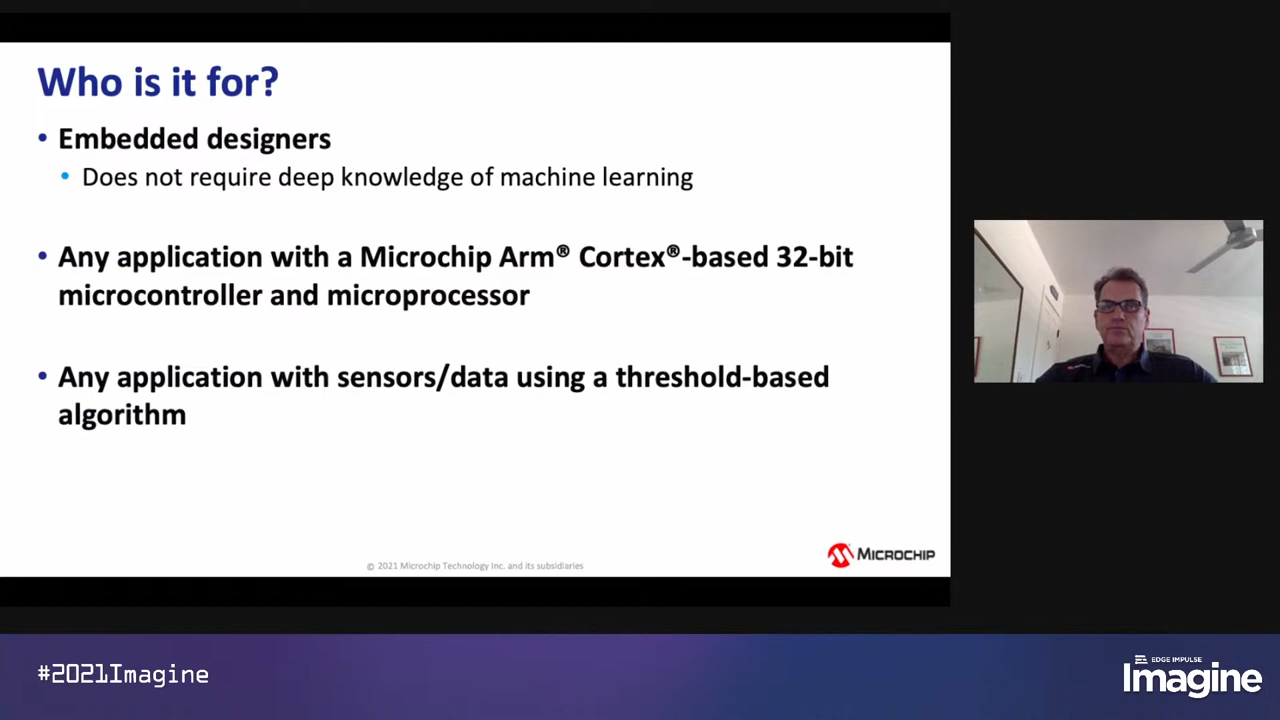 Who is it for?
• Embedded designers
• Does not require deep knowledge of machine learning
• Any application with a Microchip Arm® Cortex®-based 32-bit
microcontroller and microprocessor
• Any application with sensors/data using a threshold-based
algorithm
MICROCHIP
© 2021 Microchip Technology Inc. and its subsidiaries
#2021Imagine
EDGE IMPULSE
Imagine